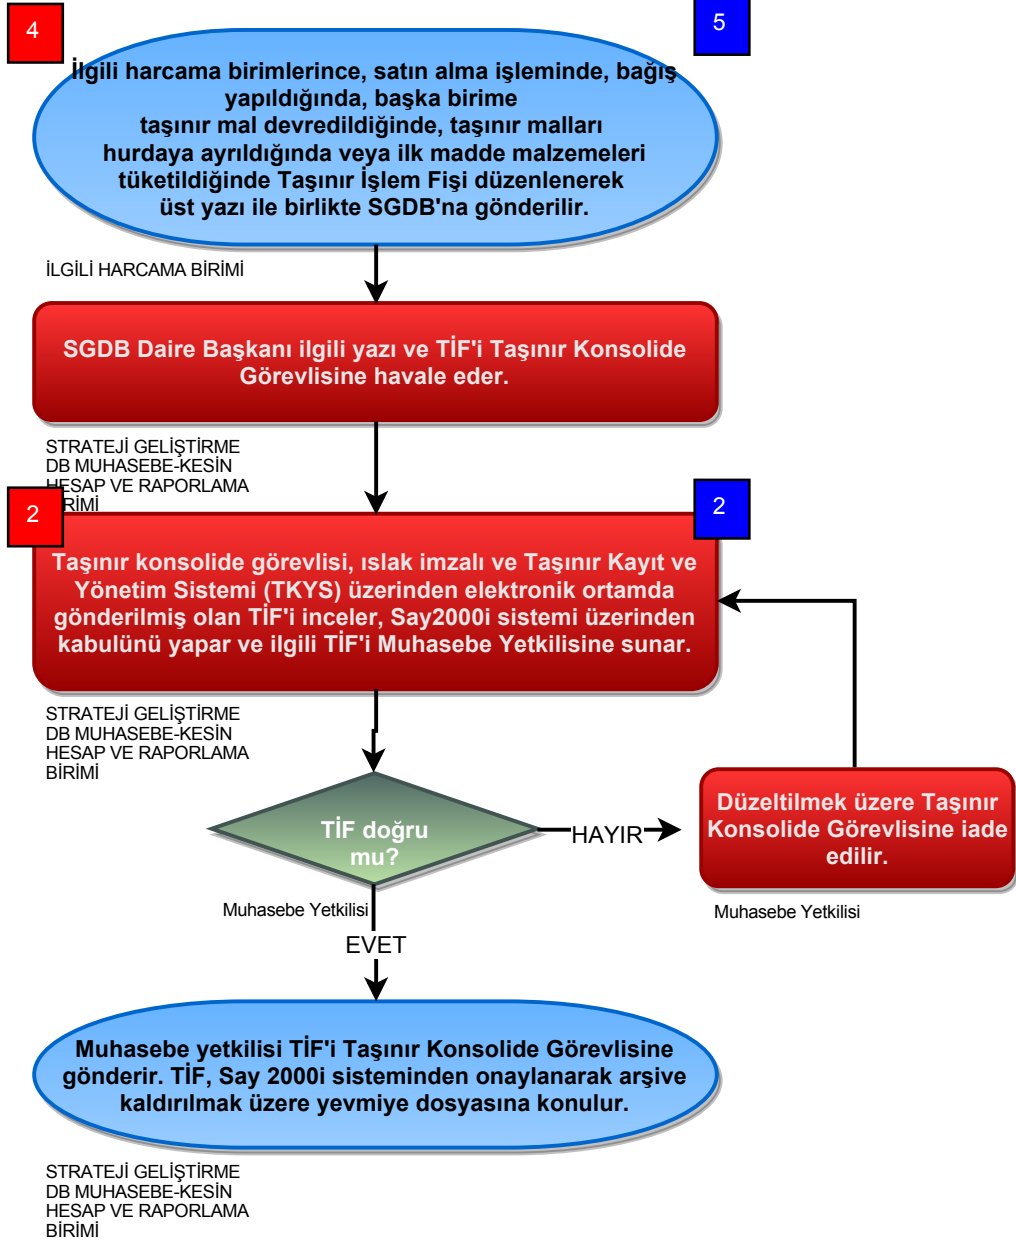 4
5
İlgili harcama birimlerince, satın alma işleminde, bağış
yapıldığında, başka birime
taşınır mal devredildiğinde, taşınır malları
hurdaya ayrıldığında veya ilk madde malzemeleri
tüketildiğinde Taşınır İşlem Fişi düzenlenerek
üst yazı ile birlikte SGDB'na gönderilir.
İLGİLİ HARCAMA BİRİMİ
SGDB Daire Başkanı ilgili yazı ve TİF'i Taşınır Konsolide
Görevlisine havale eder.
STRATEJİ GELİŞTİRME
DB MUHASEBE-KESİN
HESAP VE RAPORLAMA
BİRİMİ
2
2
Taşınır konsolide görevlisi, ıslak imzalı ve Taşınır Kayıt ve
Yönetim Sistemi (TKYS) üzerinden elektronik ortamda
gönderilmiş olan TİF'i inceler, Say2000i sistemi üzerinden
kabulünü yapar ve ilgili TİF'i Muhasebe Yetkilisine sunar.
STRATEJİ GELİŞTİRME
DB MUHASEBE-KESİN
HESAP VE RAPORLAMA
BİRİMİ
TİF doğru
mu?
HAYIR
Düzeltilmek üzere Taşınır
Konsolide Görevlisine iade
edilir.
Muhasebe Yetkilisi
Muhasebe Yetkilisi
EVET
Muhasebe yetkilisi TİF'i Taşınır Konsolide Görevlisine
gönderir. TİF, Say 2000i sisteminden onaylanarak arşive
kaldırılmak üzere yevmiye dosyasına konulur.
STRATEJİ GELİŞTİRME
DB MUHASEBE-KESİN
HESAP VE RAPORLAMA
BİRİMİ